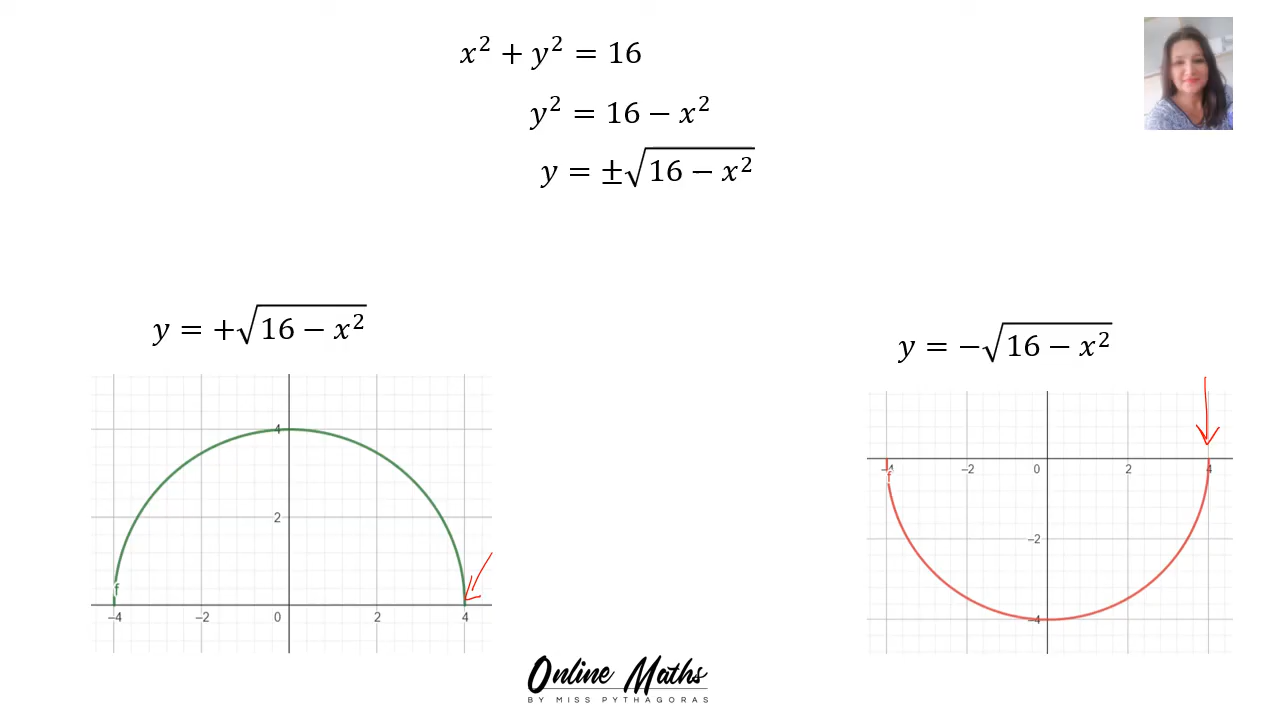 x² + y² = 16
y² = 16 − x²
y = ±√(16 − x²)
y = +√(16 − x²)
y = −√(16 − x²)
4
2
f
−4 −2 0 2 4
−4 −2 0 2 4
f
−2
−4
Online Maths
BY MISS PYTHAGORAS